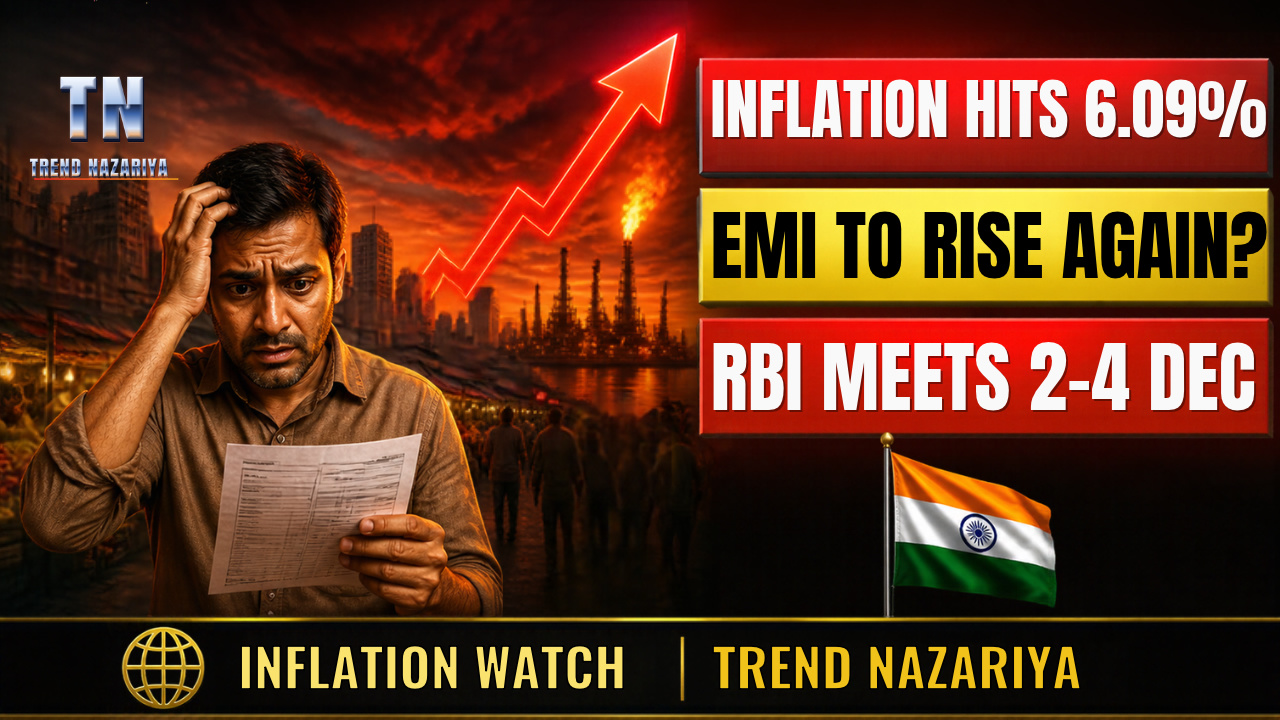 TN
TREND NAZARIYA
INFLATION HITS 6.09%
EMI TO RISE AGAIN?
RBI MEETS 2-4 DEC
INFLATION WATCH
TREND NAZARIYA